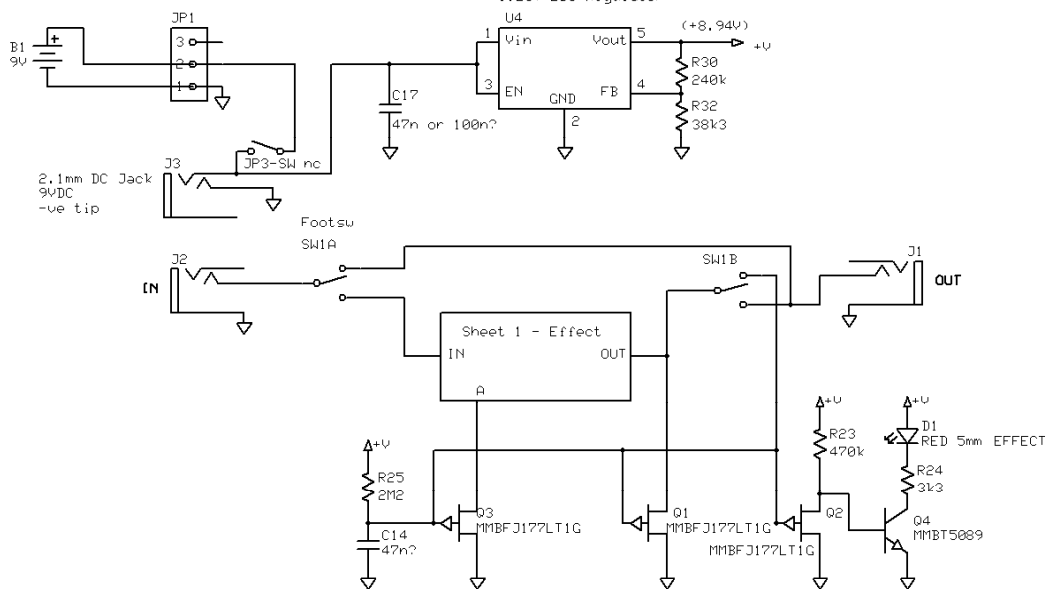 JP1
B1
9V
+
3
2
1
U4
1
Vin
Vout
5
(+8,94V)
+V
3
EN
FB
4
GND
2
R30
240k
R32
38k3
C17
47n or 100n?
JP3-SW nc
J3
2.1mm DC Jack
9VDC
-ve tip
Footsw
SW1A
SW1B
J2
IN
J1
OUT
Sheet 1 - Effect
IN
OUT
A
+V
R25
2M2
C14
47n?
Q3
MMBFJ177LT1G
Q1
MMBFJ177LT1G
Q2
MMBFJ177LT1G
+V
R23
470k
+V
D1
RED 5mm EFFECT
R24
3k3
Q4
MMBT5089